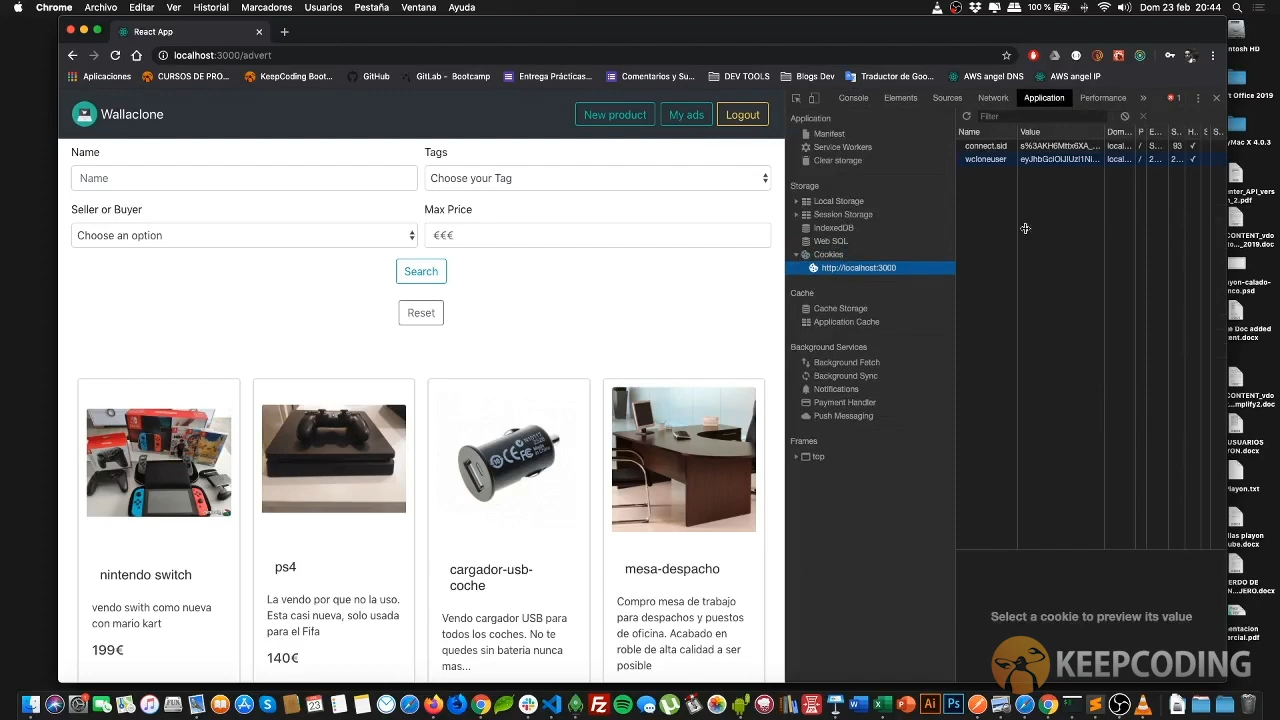 Chrome Archivo Editar Ver Historial Marcadores Usuarios Pestaña Ventana Ayuda
100 % Dom 23 feb 20:44
React App
localhost:3000/advert
Aplicaciones CURSOS DE PRO... KeepCoding Boot... GitHub GitLab - Bootcamp Entrega Prácticas... Comentarios y Su... DEV TOOLS Blogs Dev Traductor de Goo... AWS angel DNS AWS angel IP
Wallaclone
New product My ads Logout
Name
Tags
Name
Choose your Tag
Seller or Buyer
Max Price
Choose an option
€€€
Search
Reset
nintendo switch
vendo swith como nueva
con mario kart
199€
ps4
La vendo por que no la uso.
Esta casi nueva, solo usada
para el Fifa
140€
cargador-usb-
coche
Vendo cargador USB para
todos los coches. No te
quedes sin bateria nunca
mas...
mesa-despacho
Compro mesa de trabajo
para despachos y puestos
de oficina. Acabado en
roble de alta calidad a ser
posible
Console Elements Sources Network Application Performance » 1
Application
Manifest
Service Workers
Clear storage
Storage
Local Storage
Session Storage
IndexedDB
Web SQL
Cookies
http://localhost:3000
Cache
Cache Storage
Application Cache
Background Services
Background Fetch
Background Sync
Notifications
Payment Handler
Push Messaging
Frames
top
Filter
Name Value Dom... P E... S.. H.. S S..
connect.sid s%3AKH6Mttx6XA_... local... / S... 93 ✓
wcloneuser local... / 2... 2... ✓
Select a cookie to preview its value
KEEPCODING